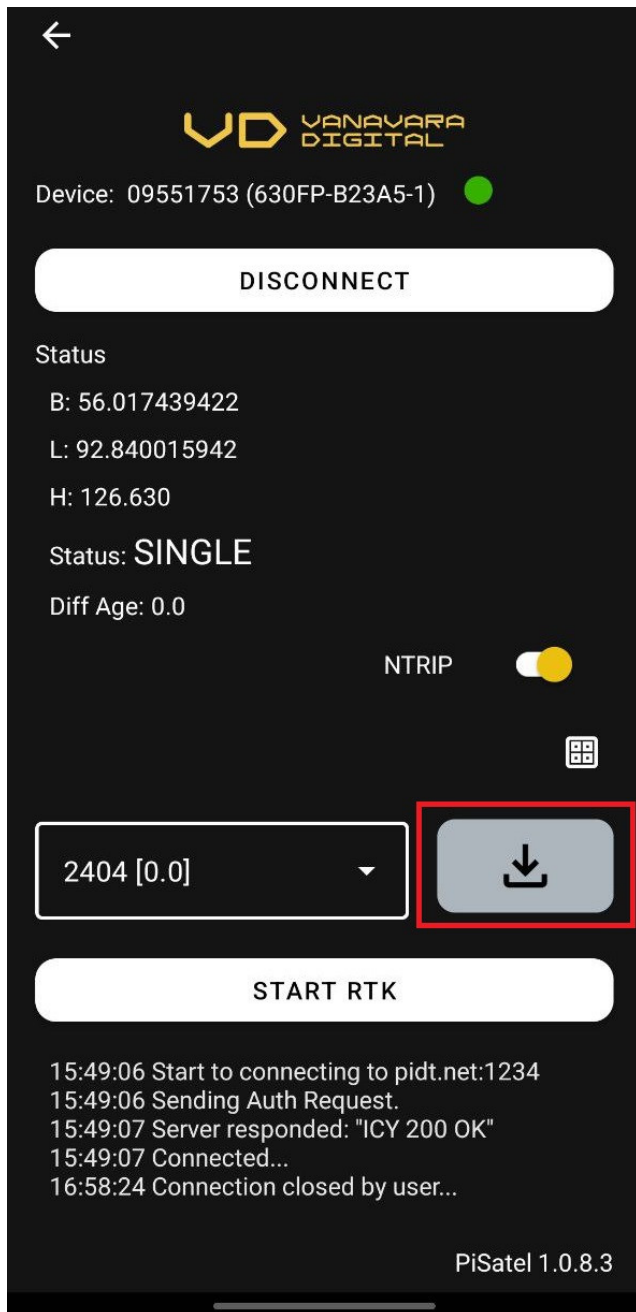 VD VANAVARA
DIGITAL
Device: 09551753 (630FP-B23A5-1)
DISCONNECT
Status
B: 56.017439422
L: 92.840015942
H: 126.630
Status: SINGLE
Diff Age: 0.0
NTRIP
2404 [0.0]
START RTK
15:49:06 Start to connecting to pidt.net:1234
15:49:06 Sending Auth Request.
15:49:07 Server responded: "ICY 200 OK"
15:49:07 Connected...
16:58:24 Connection closed by user...
PiSatel 1.0.8.3